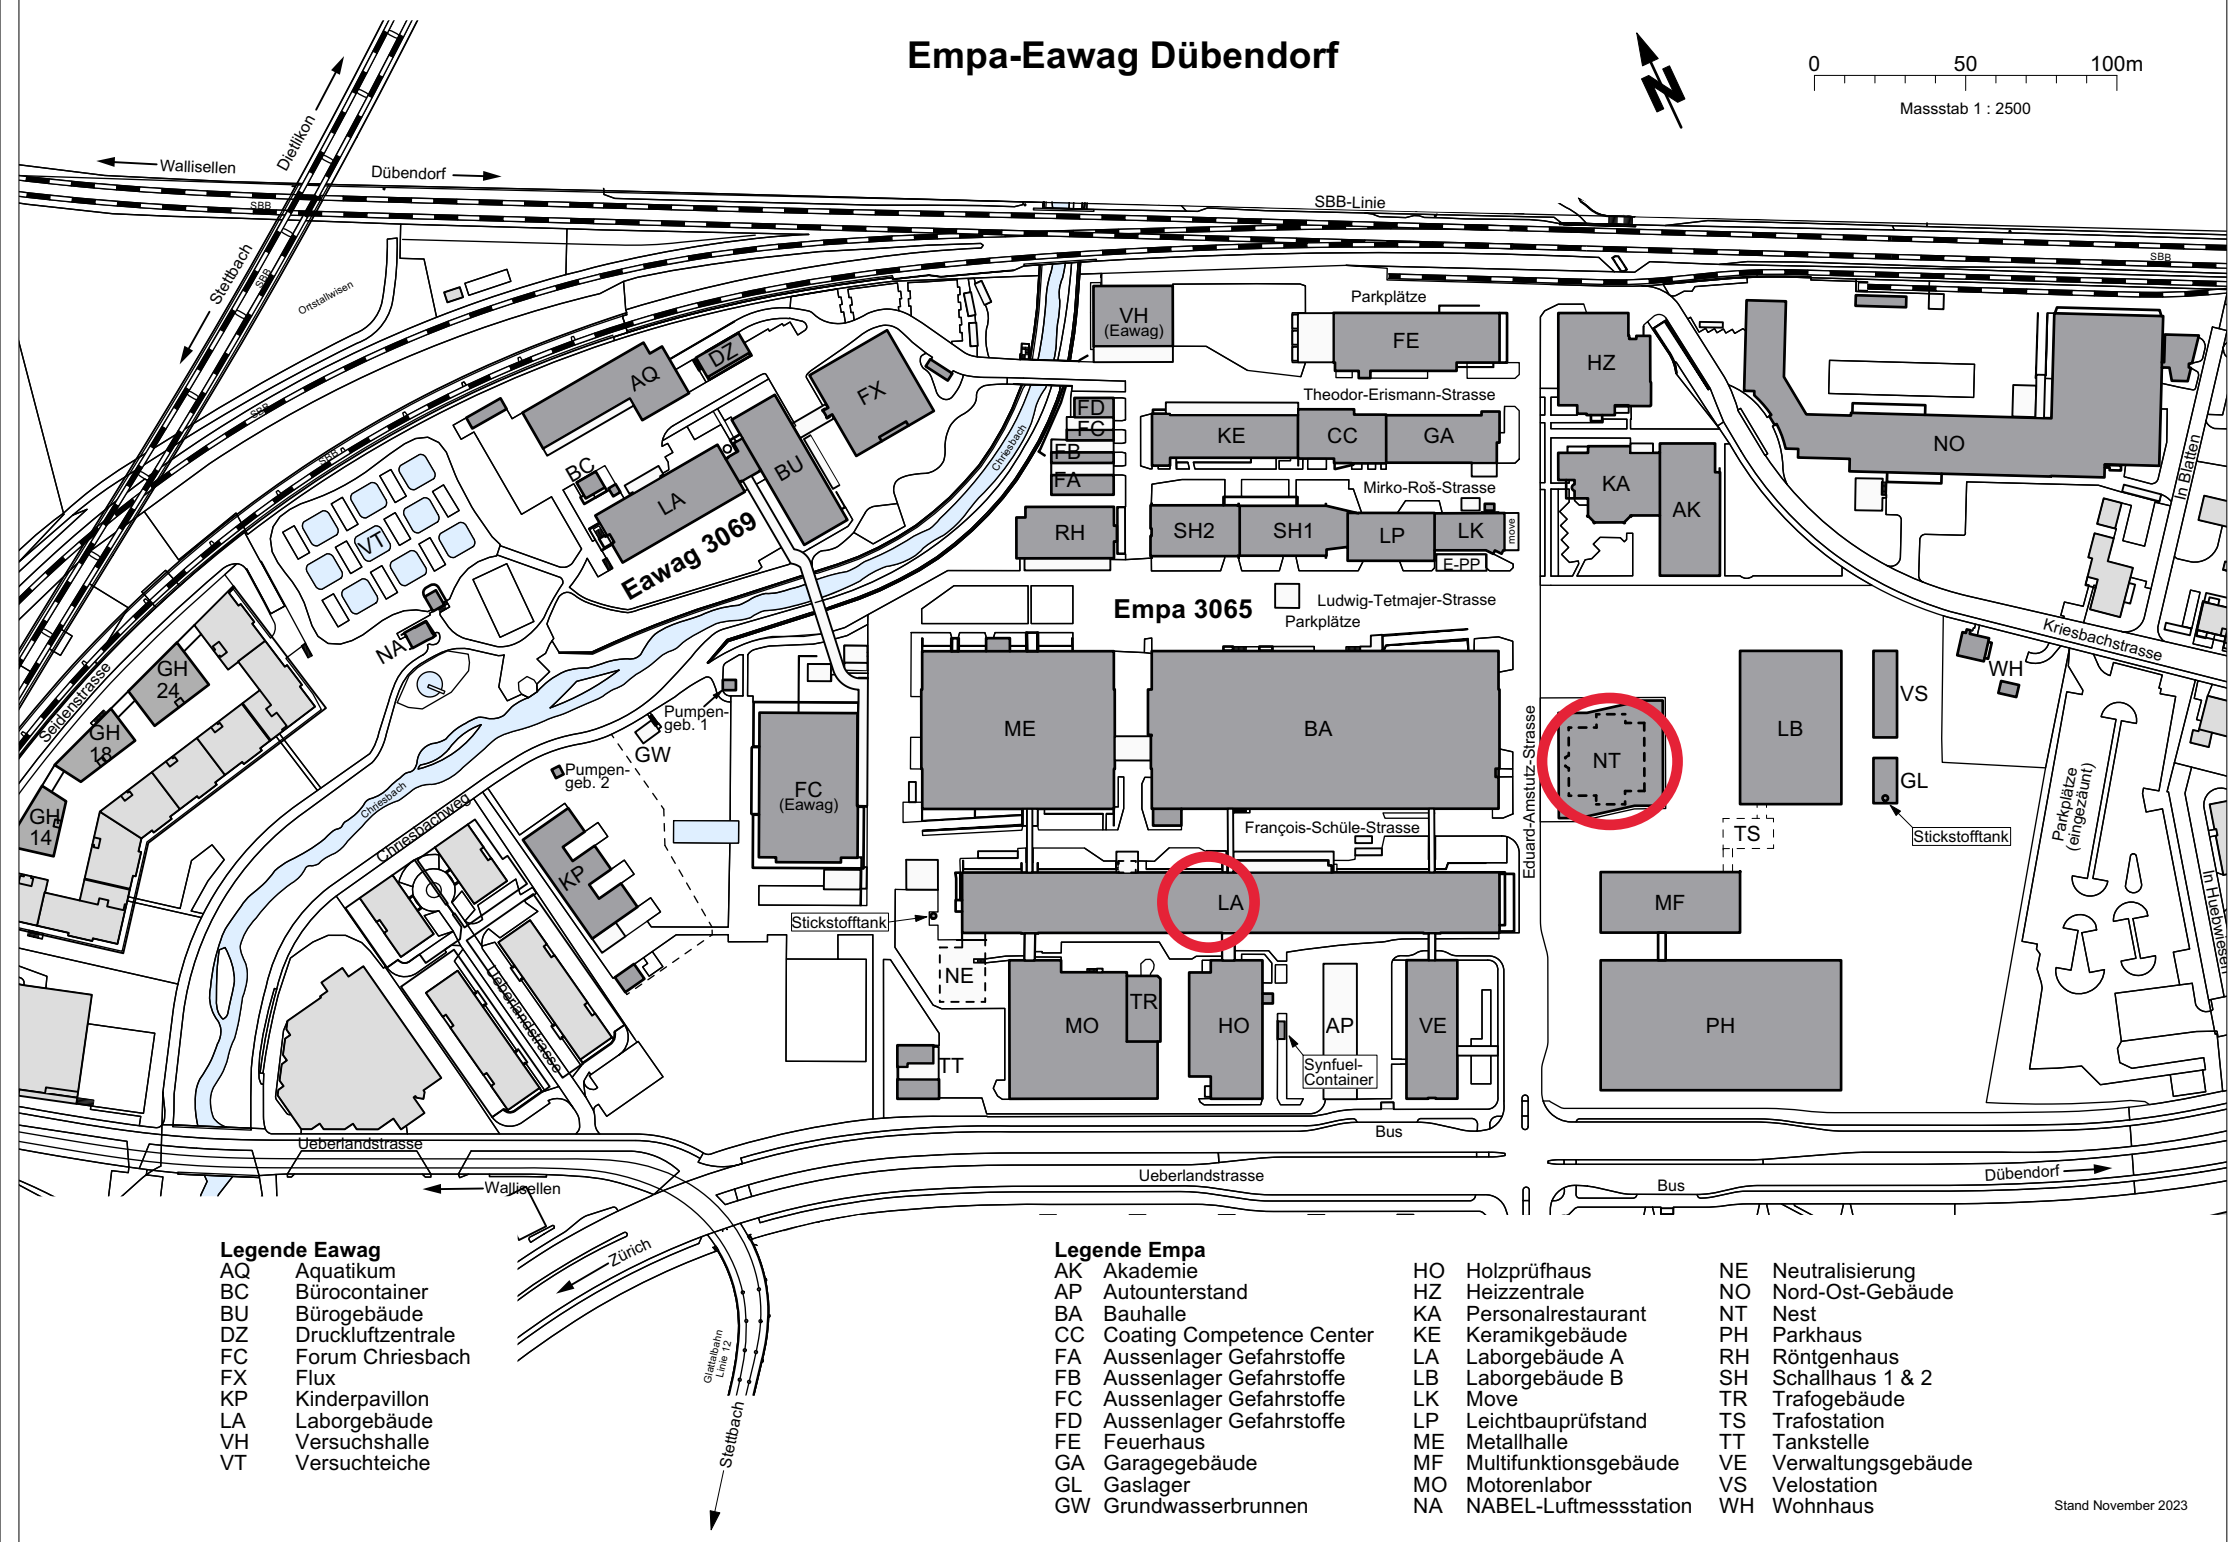 Empa-Eawag Dübendorf
N
0 50 100m
Massstab 1 : 2500
Dietlikon
Wallisellen
Dübendorf
SBB-Linie
SBB
SBB
Stettbach
SBB
Ortstallwisen
SBB
SBB
Parkplätze
VH
(Eawag)
FE
HZ
DZ
AQ
FX
Theodor-Erismann-Strasse
FD
FC
FB
FA
KE
CC
GA
NO
Chriesbach
In Blatten
BC
BU
LA
Mirko-Roš-Strasse
KA
AK
VT
Eawag 3069
RH
SH2
SH1
LP
LK
move
E-PP
Empa 3065
Ludwig-Tetmajer-Strasse
Parkplätze
NA
Kriesbachstrasse
WH
GH
24
GH
18
GH
14
Seidenstrasse
Pumpen-
geb. 1
GW
Pumpen-
geb. 2
ME
BA
Eduard-Amstutz-Strasse
NT
LB
VS
GL
Stickstofftank
TS
Parkplätze
(eingezäunt)
FC
(Eawag)
Chriesbach
Chriesbachweg
François-Schüle-Strasse
KP
LA
MF
Stickstofftank
In Huebwiesen
NE
Ueberlandstrasse
MO
TR
HO
AP
VE
PH
Synfuel-
Container
TT
Ueberlandstrasse
Bus
Wallisellen
Ueberlandstrasse
Bus
Dübendorf
Zürich
Glattalbahn
Linie 12
Stettbach
Legende Eawag
AQ Aquatikum
BC Bürocontainer
BU Bürogebäude
DZ Druckluftzentrale
FC Forum Chriesbach
FX Flux
KP Kinderpavillon
LA Laborgebäude
VH Versuchshalle
VT Versuchteiche
Legende Empa
AK Akademie
AP Autounterstand
BA Bauhalle
CC Coating Competence Center
FA Aussenlager Gefahrstoffe
FB Aussenlager Gefahrstoffe
FC Aussenlager Gefahrstoffe
FD Aussenlager Gefahrstoffe
FE Feuerhaus
GA Garagegebäude
GL Gaslager
GW Grundwasserbrunnen
HO Holzprüfhaus
HZ Heizzentrale
KA Personalrestaurant
KE Keramikgebäude
LA Laborgebäude A
LB Laborgebäude B
LK Move
LP Leichtbauprüfstand
ME Metallhalle
MF Multifunktionsgebäude
MO Motorenlabor
NA NABEL-Luftmessstation
NE Neutralisierung
NO Nord-Ost-Gebäude
NT Nest
PH Parkhaus
RH Röntgenhaus
SH Schallhaus 1 & 2
TR Trafogebäude
TS Trafostation
TT Tankstelle
VE Verwaltungsgebäude
VS Velostation
WH Wohnhaus
Stand November 2023